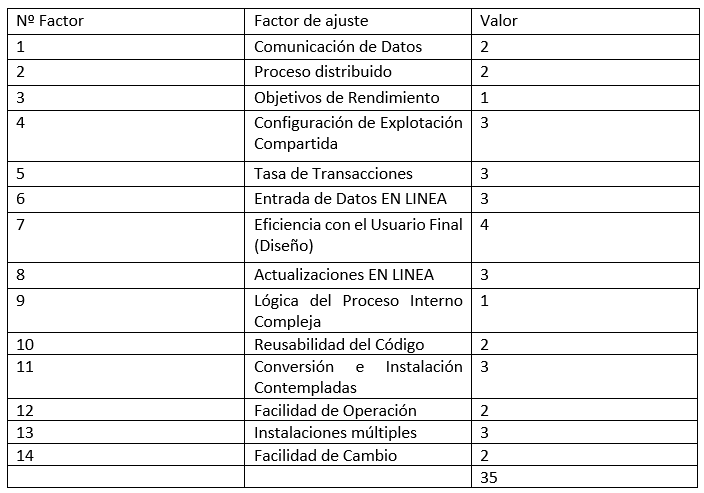 Nº Factor Factor de ajuste Valor
1 Comunicación de Datos 2
2 Proceso distribuido 2
3 Objetivos de Rendimiento 1
4 Configuración de Explotación 3
Compartida
5 Tasa de Transacciones 3
6 Entrada de Datos EN LINEA 3
7 Eficiencia con el Usuario Final 4
(Diseño)
8 Actualizaciones EN LINEA 3
9 Lógica del Proceso Interno 1
Compleja
10 Reusabilidad del Código 2
11 Conversión e Instalación 3
Contempladas
12 Facilidad de Operación 2
13 Instalaciones múltiples 3
14 Facilidad de Cambio 2
35